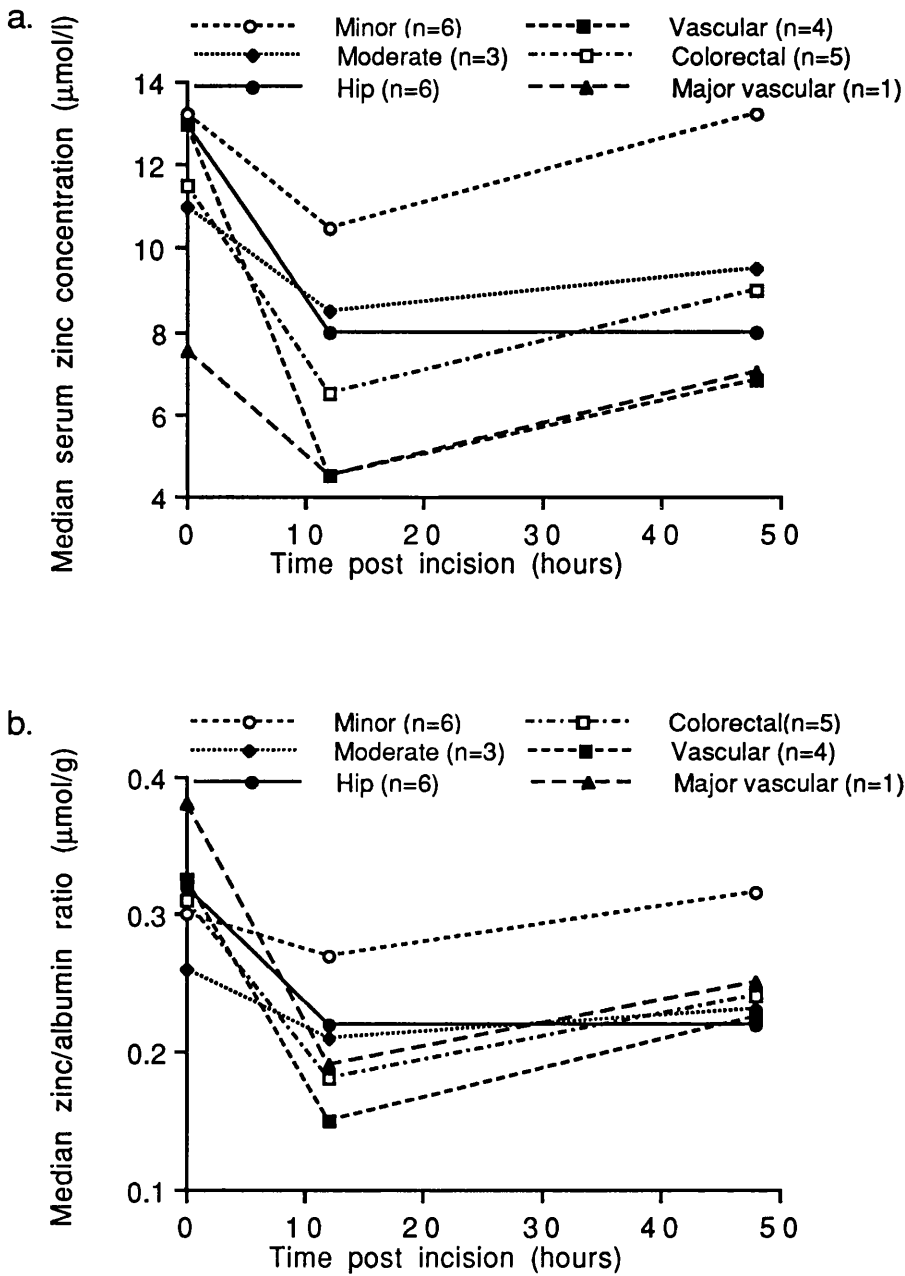 a.
Minor (n=6)
Vascular (n=4)
Moderate (n=3)
Colorectal (n=5)
Hip (n=6)
Major vascular (n=1)
Median serum zinc concentration (μmol/l)
14
12
10
8
6
4
0 10 20 30 40 50
Time post incision (hours)
b.
Minor (n=6)
Colorectal(n=5)
Moderate (n=3)
Vascular (n=4)
Hip (n=6)
Major vascular (n=1)
Median zinc/albumin ratio (μmol/g)
0.4
0.3
0.2
0.1
0 10 20 30 40 50
Time post incision (hours)